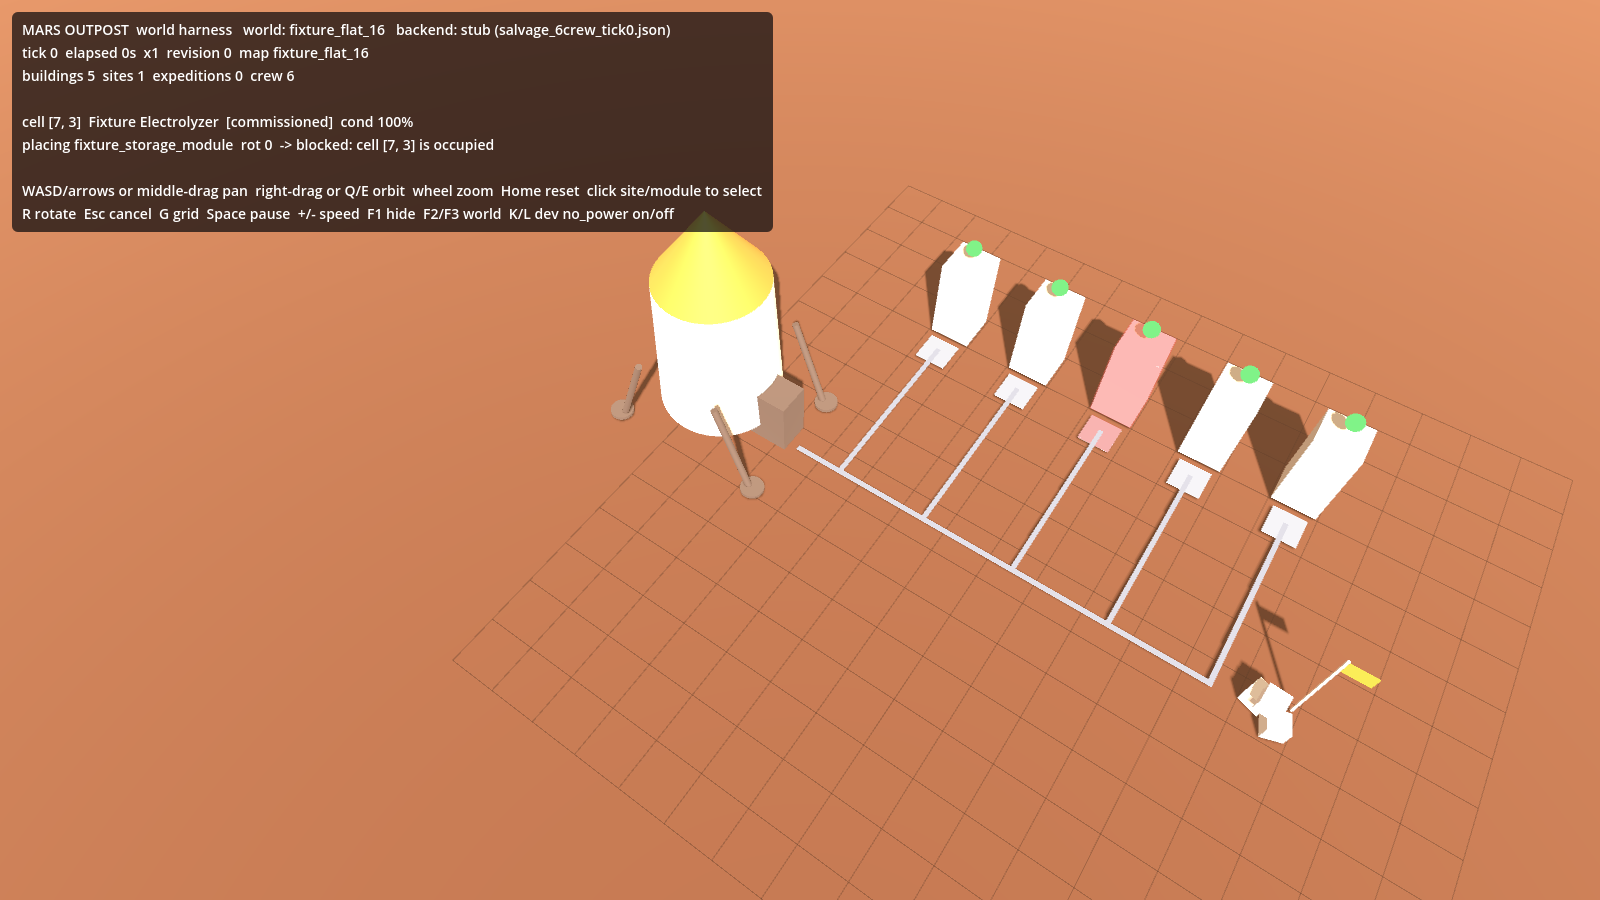 MARS OUTPOST  world harness   world: fixture_flat_16   backend: stub (salvage_6crew_tick0.json)
tick 0  elapsed 0s  x1  revision 0  map fixture_flat_16
buildings 5  sites 1  expeditions 0  crew 6
cell [7, 3]  Fixture Electrolyzer  [commissioned]  cond 100%
placing fixture_storage_module  rot 0  -> blocked: cell [7, 3] is occupied
WASD/arrows or middle-drag pan  right-drag or Q/E orbit  wheel zoom  Home reset  click site/module to select
R rotate  Esc cancel  G grid  Space pause  +/- speed  F1 hide  F2/F3 world  K/L dev no_power on/off